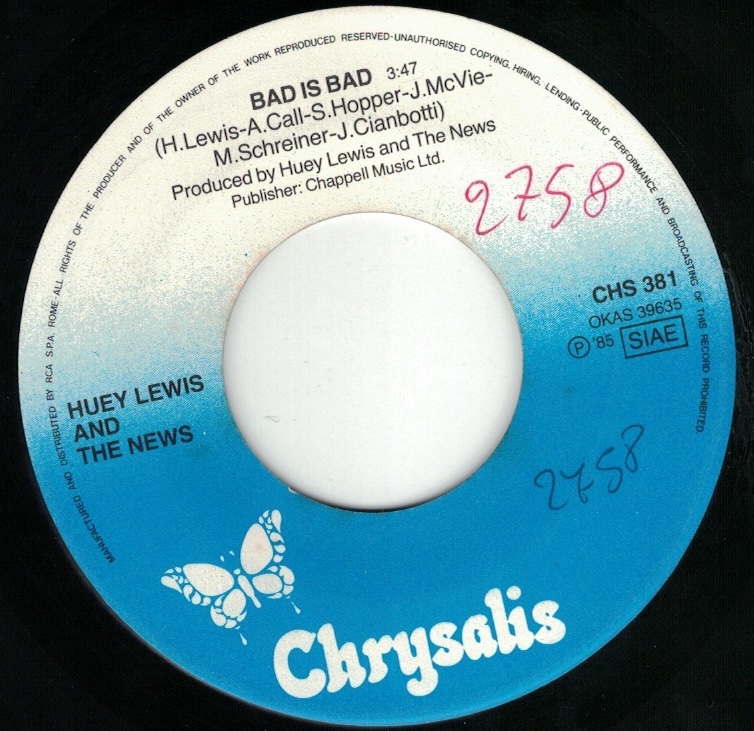 MANUFACTURED AND DISTRIBUTED BY RCA S.P.A. ROME-ALL RIGHTS OF THE PRODUCER AND OF THE OWNER OF THE WORK REPRODUCED RESERVED-UNAUTHORISED COPYING, HIRING, LENDING-PUBLIC PERFORMANCE AND BROADCASTING OF THIS RECORD PROHIBITED.
BAD IS BAD 3:47
(H.Lewis-A.Call-S.Hopper-J.McVie-
M.Schreiner-J.Cianbotti)
Produced by Huey Lewis and The News
Publisher: Chappell Music Ltd.
2758
CHS 381
OKAS 39635
Ⓟ '85 SIAE
HUEY LEWIS
AND
THE NEWS
2758
Chrysalis